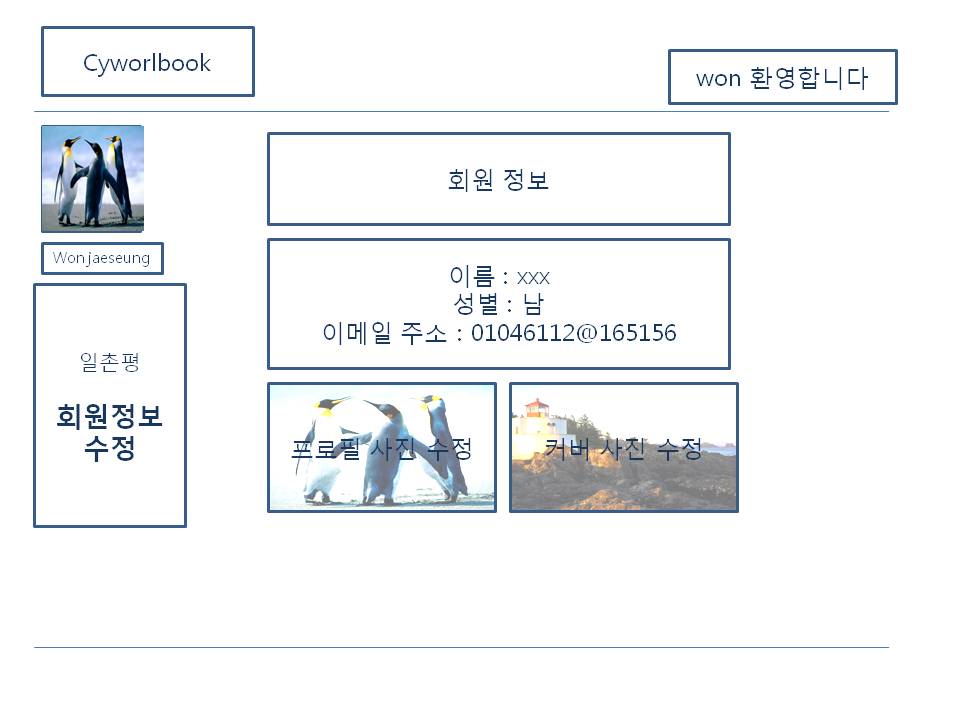 Cyworlbook
won 환영합니다
Won jaeseung
일촌평
회원정보
수정
회원 정보
이름 : xxx
성별 : 남
이메일 주소 : 01046112@165156
프로필 사진 수정
커버 사진 수정